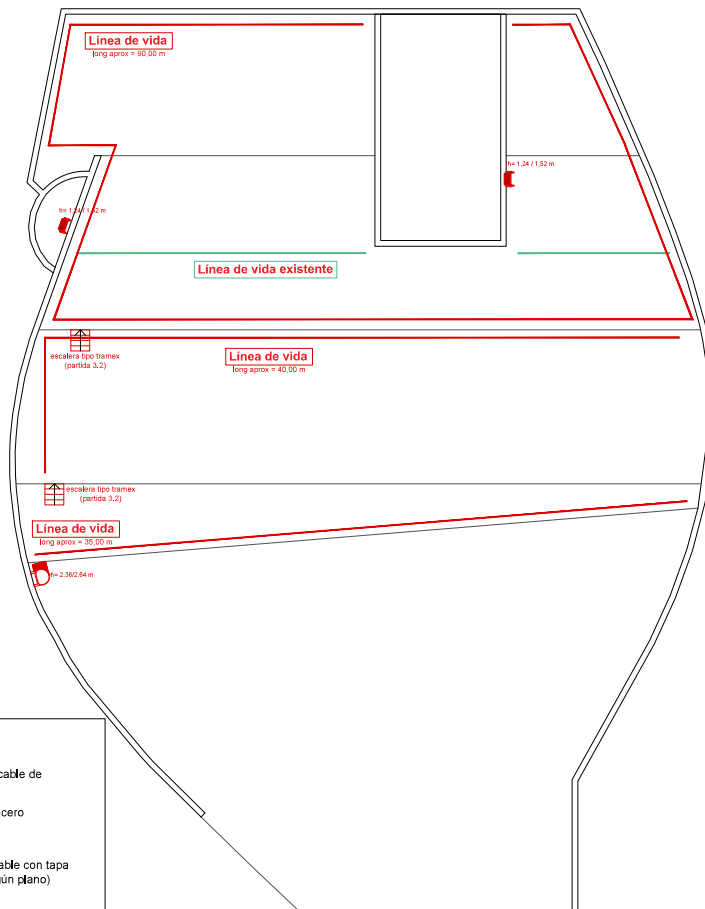 Línea de vida
long aprox = 90,00 m
h= 1,24 / 1,52 m
h= 1,24 / 1,52 m
Línea de vida existente
escalera tipo tramex
(partida 3.2)
Línea de vida
long aprox = 40,00 m
escalera tipo tramex
(partida 3.2)
Línea de vida
long aprox = 35,00 m
h= 2,36/2,64 m
cable de
cero
able con tapa
ún plano)